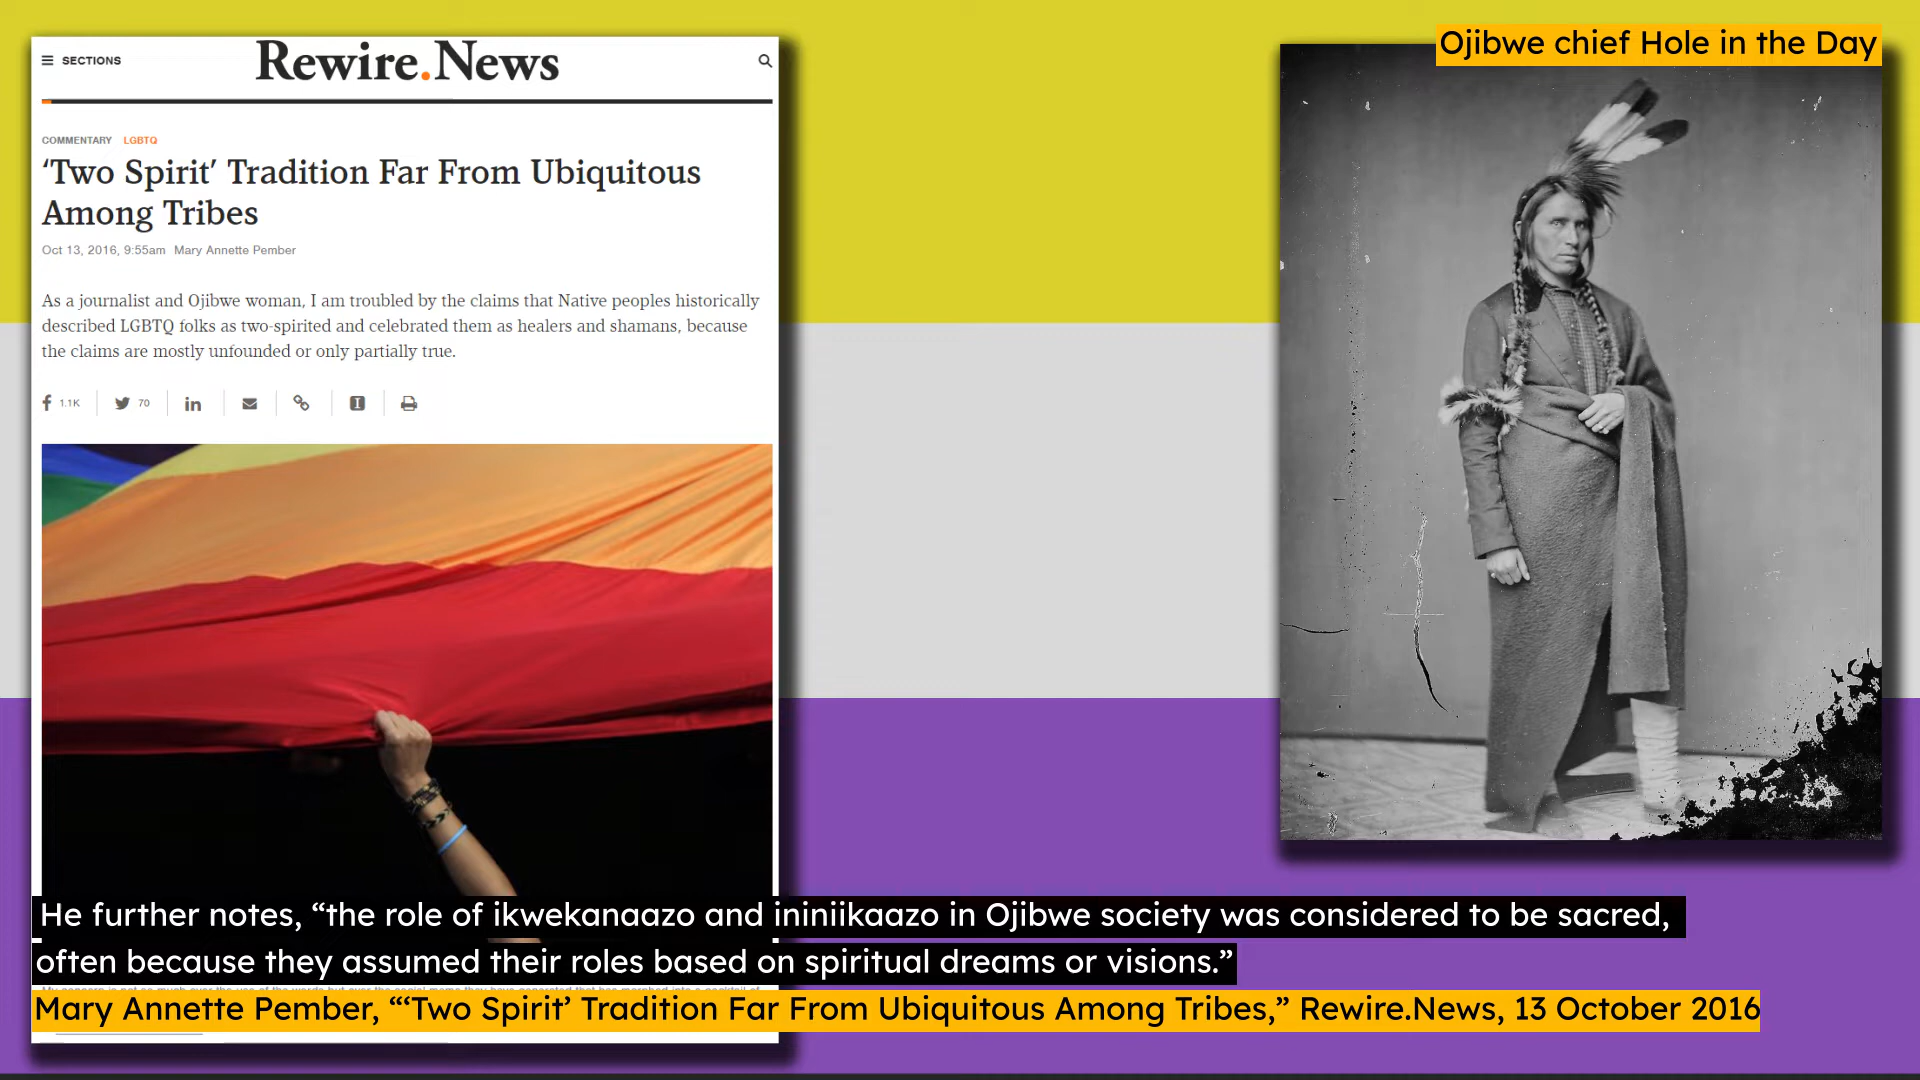 SECTIONS
Rewire.News
COMMENTARY LGBTQ
‘Two Spirit’ Tradition Far From Ubiquitous
Among Tribes
Oct 13, 2016, 9:55am Mary Annette Pember
As a journalist and Ojibwe woman, I am troubled by the claims that Native peoples historically
described LGBTQ folks as two-spirited and celebrated them as healers and shamans, because
the claims are mostly unfounded or only partially true.
1.1K 70
Ojibwe chief Hole in the Day
He further notes, “the role of ikwekanaazo and ininiikaazo in Ojibwe society was considered to be sacred,
often because they assumed their roles based on spiritual dreams or visions.”
Mary Annette Pember, “‘Two Spirit’ Tradition Far From Ubiquitous Among Tribes,” Rewire.News, 13 October 2016